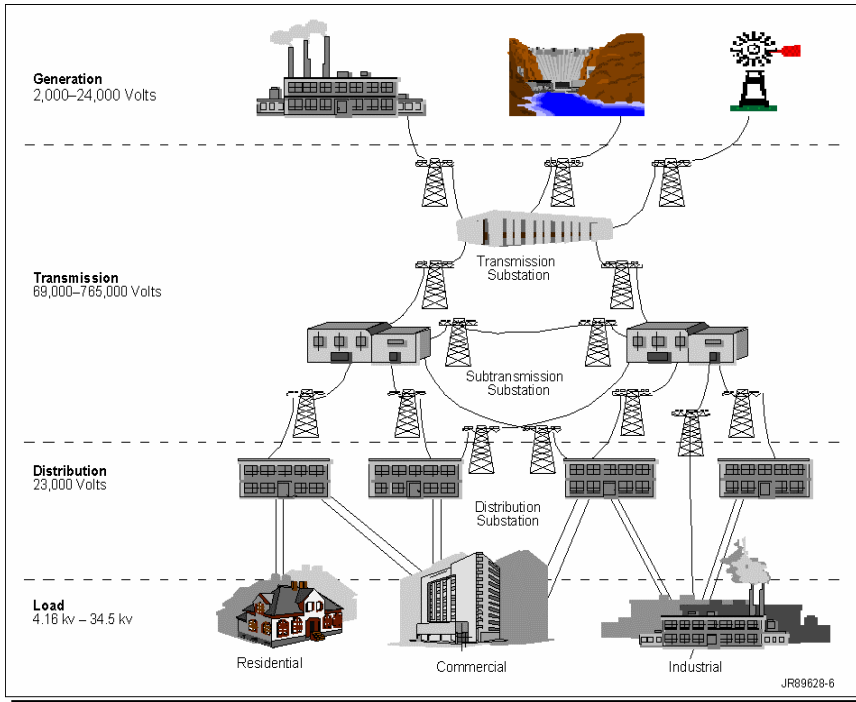 Generation
2,000–24,000 Volts
Transmission
Substation
Transmission
69,000–765,000 Volts
Subtransmission
Substation
Distribution
23,000 Volts
Distribution
Substation
Load
4.16 kv – 34.5 kv
Residential
Commercial
Industrial
JR89628-6